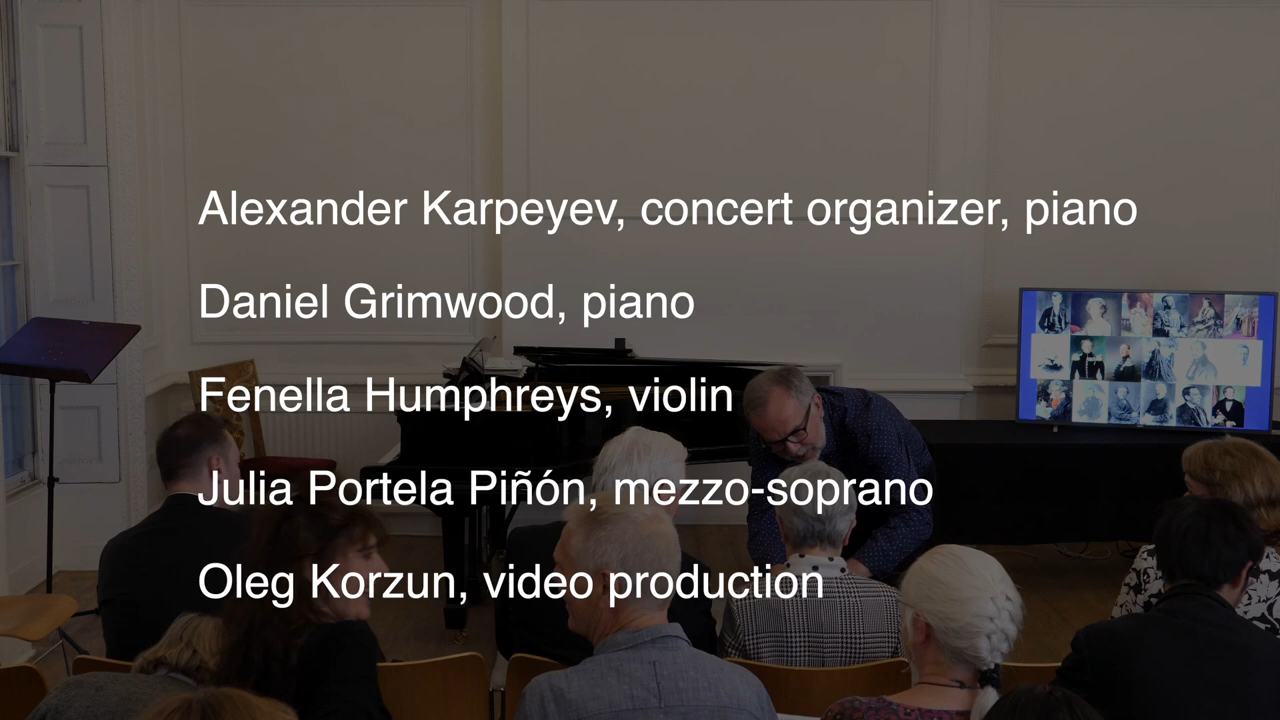 Alexander Karpeyev, concert organizer, piano
Daniel Grimwood, piano
Fenella Humphreys, violin
Julia Portela Piñón, mezzo-soprano
Oleg Korzun, video production